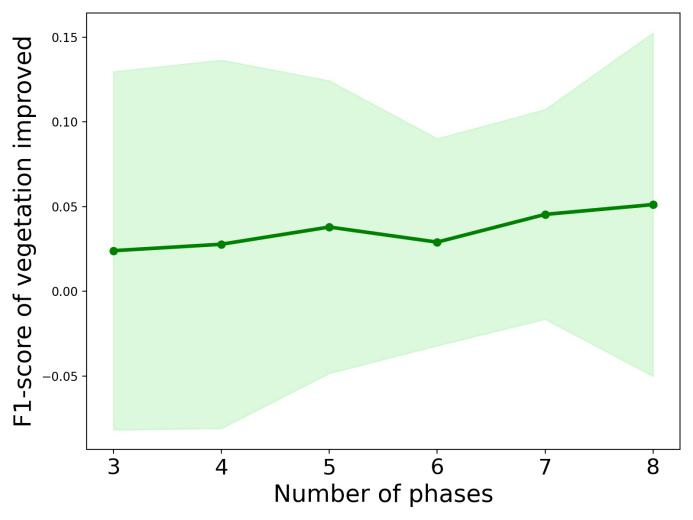 F1-score of vegetation improved
0.15
0.10
0.05
0.00
−0.05
3 4 5 6 7 8
Number of phases